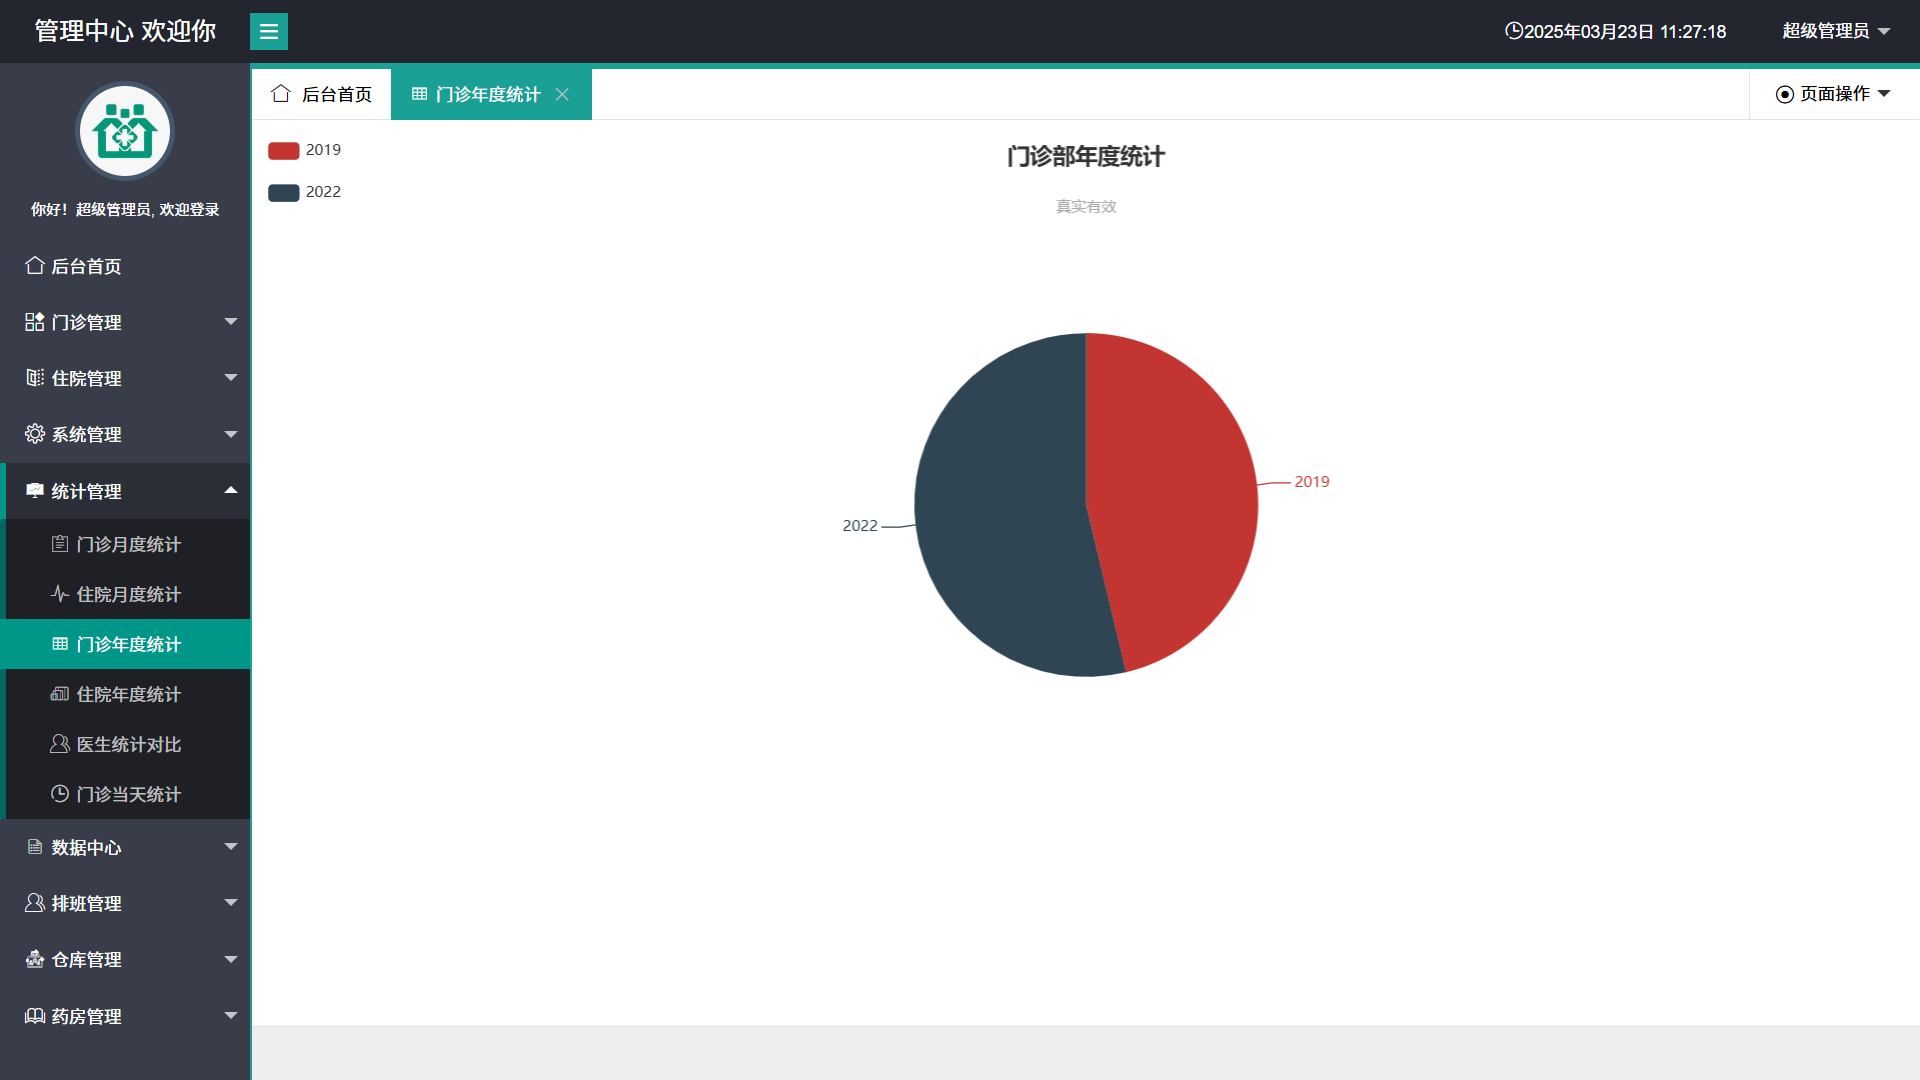 管理中心 欢迎你
2025年03月23日 11:27:18
超级管理员
你好！超级管理员, 欢迎登录
后台首页
门诊管理
住院管理
系统管理
统计管理
门诊月度统计
住院月度统计
门诊年度统计
住院年度统计
医生统计对比
门诊当天统计
数据中心
排班管理
仓库管理
药房管理
后台首页
门诊年度统计
页面操作
2019
2022
门诊部年度统计
真实有效
2019
2022